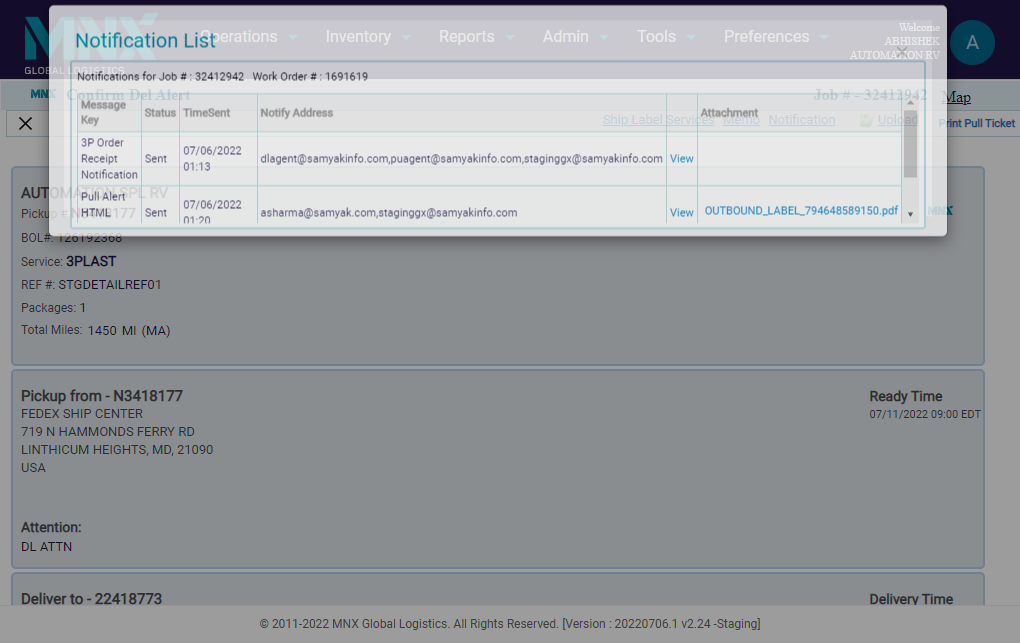 MNX
GLOBAL LOGISTICS
Operations Inventory Reports Admin Tools Preferences
Welcome
ABHISHEK
AUTOMATION RV
A
Notification List
Notifications for Job # : 32412942 Work Order # : 1691619
MNX Confirm Del Alert Job # - 32412942 Map
Message Key Status TimeSent Notify Address Attachment
Ship Label Services Memo Notification Upload Print Pull Ticket
3P Order Receipt Notification Sent 07/06/2022 01:13 dlagent@samyakinfo.com,puagent@samyakinfo.com,staginggx@samyakinfo.com View
Pull Alert HTML Sent 07/06/2022 01:20 asharma@samyak.com,staginggx@samyakinfo.com View OUTBOUND_LABEL_794648589150.pdf
AUTOMATION SPL RV
Pickup # N3418177
MNX
BOL#: 126192368
Service: 3PLAST
REF #: STGDETAILREF01
Packages: 1
Total Miles: 1450 MI (MA)
Pickup from - N3418177 Ready Time
FEDEX SHIP CENTER 07/11/2022 09:00 EDT
719 N HAMMONDS FERRY RD
LINTHICUM HEIGHTS, MD, 21090
USA
Attention:
DL ATTN
Deliver to - 22418773 Delivery Time
© 2011-2022 MNX Global Logistics. All Rights Reserved. [Version : 20220706.1 v2.24 -Staging]